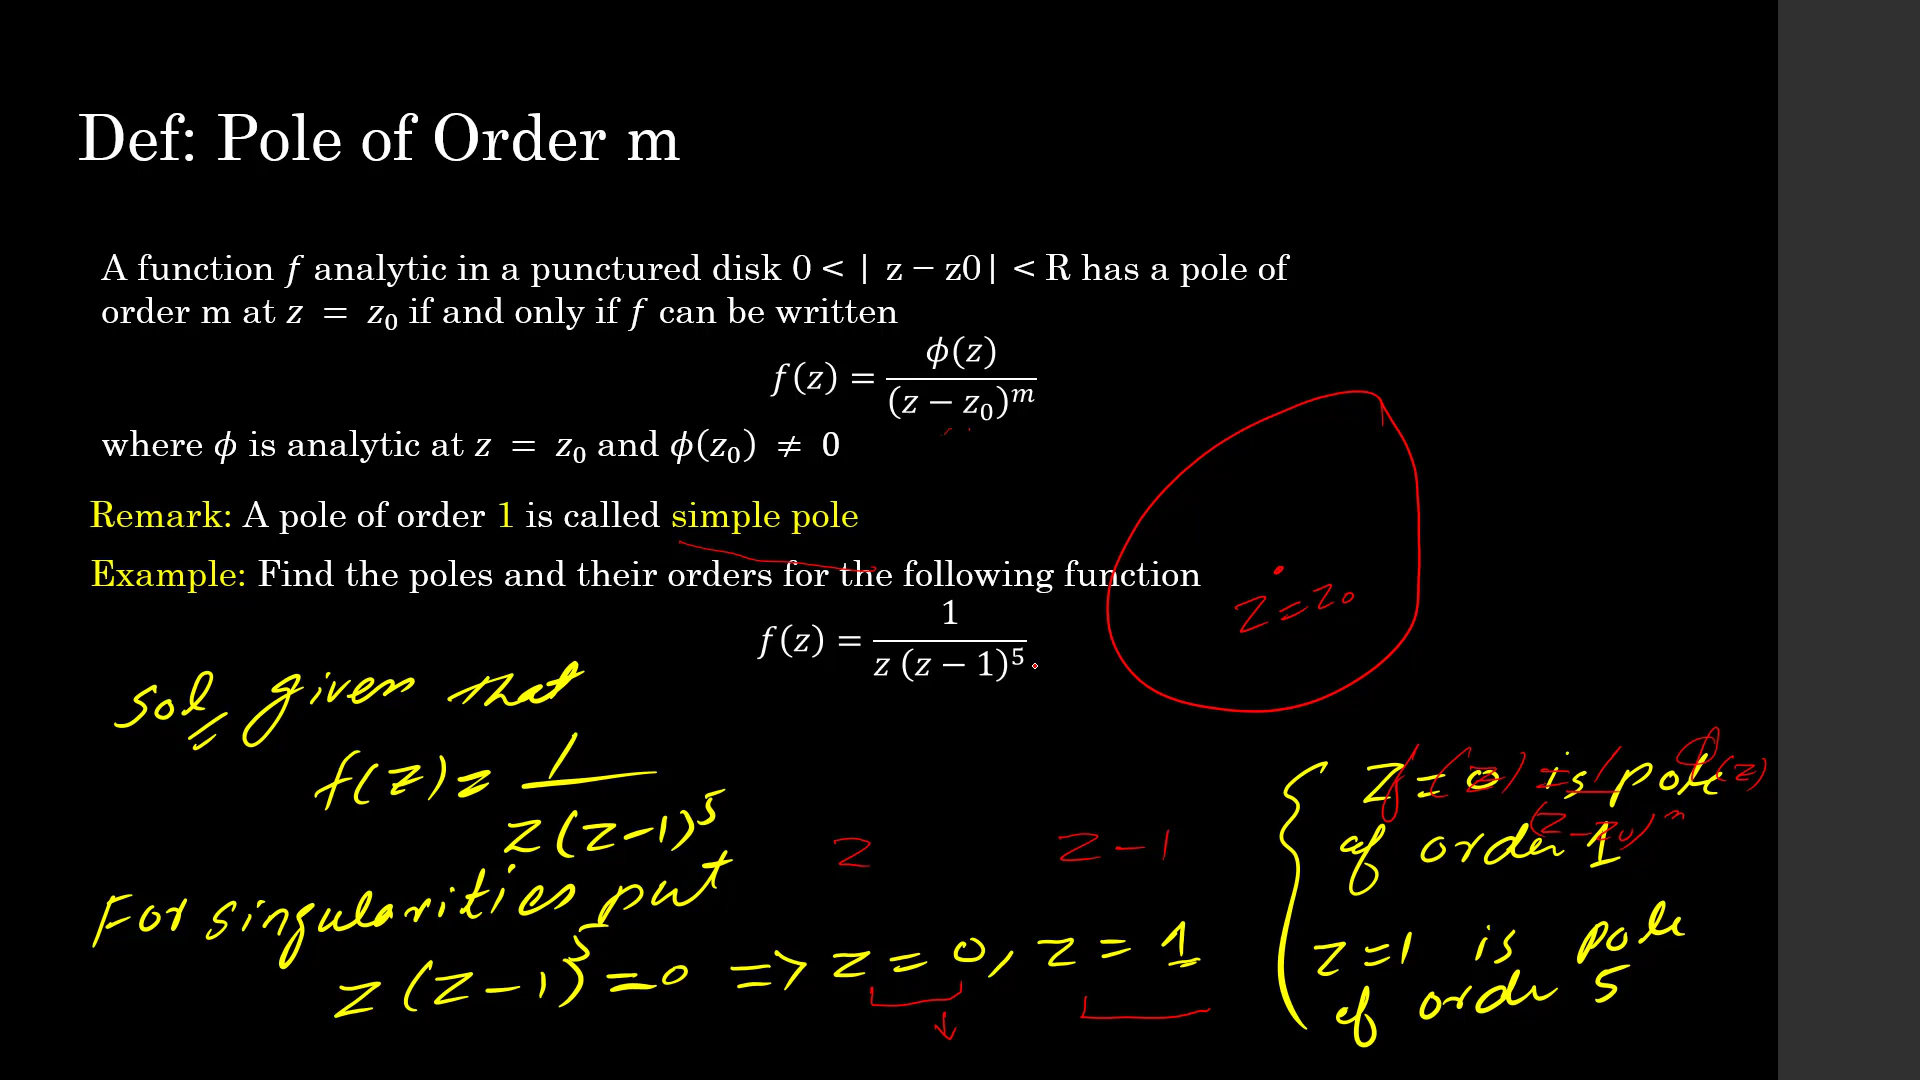 Def: Pole of Order m
A function f analytic in a punctured disk 0 < | z − z0| < R has a pole of
order m at z = z₀ if and only if f can be written
f(z) = ϕ(z) / (z − z₀)ᵐ
where ϕ is analytic at z = z₀ and ϕ(z₀) ≠ 0
Remark: A pole of order 1 is called simple pole
Example: Find the poles and their orders for the following function
f(z) = 1 / z (z − 1)⁵
z = z₀
Sol given that
f(z) = 1 / z(z-1)⁵
For singularities put
z(z-1)⁵ = 0 => z = 0, z = 1
z
z - 1
z = 0 is pole
of order 1
z = 1 is pole
of order 5
f(z) = ϕ(z) / (z - z₀)ᵐ